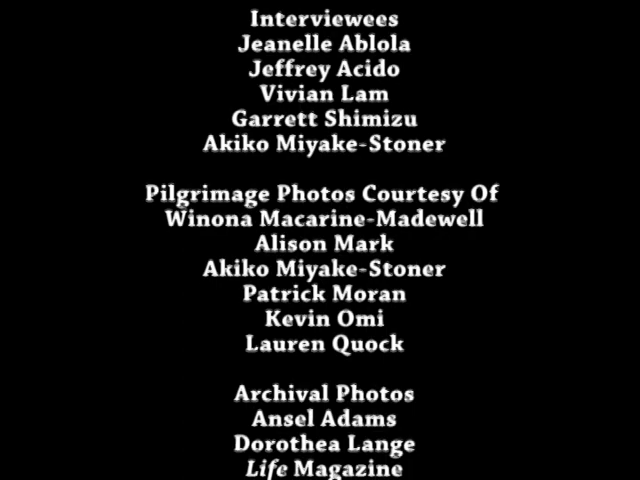 Interviewees
Jeanelle Ablola
Jeffrey Acido
Vivian Lam
Garrett Shimizu
Akiko Miyake-Stoner
Pilgrimage Photos Courtesy Of
Winona Macarine-Madewell
Alison Mark
Akiko Miyake-Stoner
Patrick Moran
Kevin Omi
Lauren Quock
Archival Photos
Ansel Adams
Dorothea Lange
Life Magazine